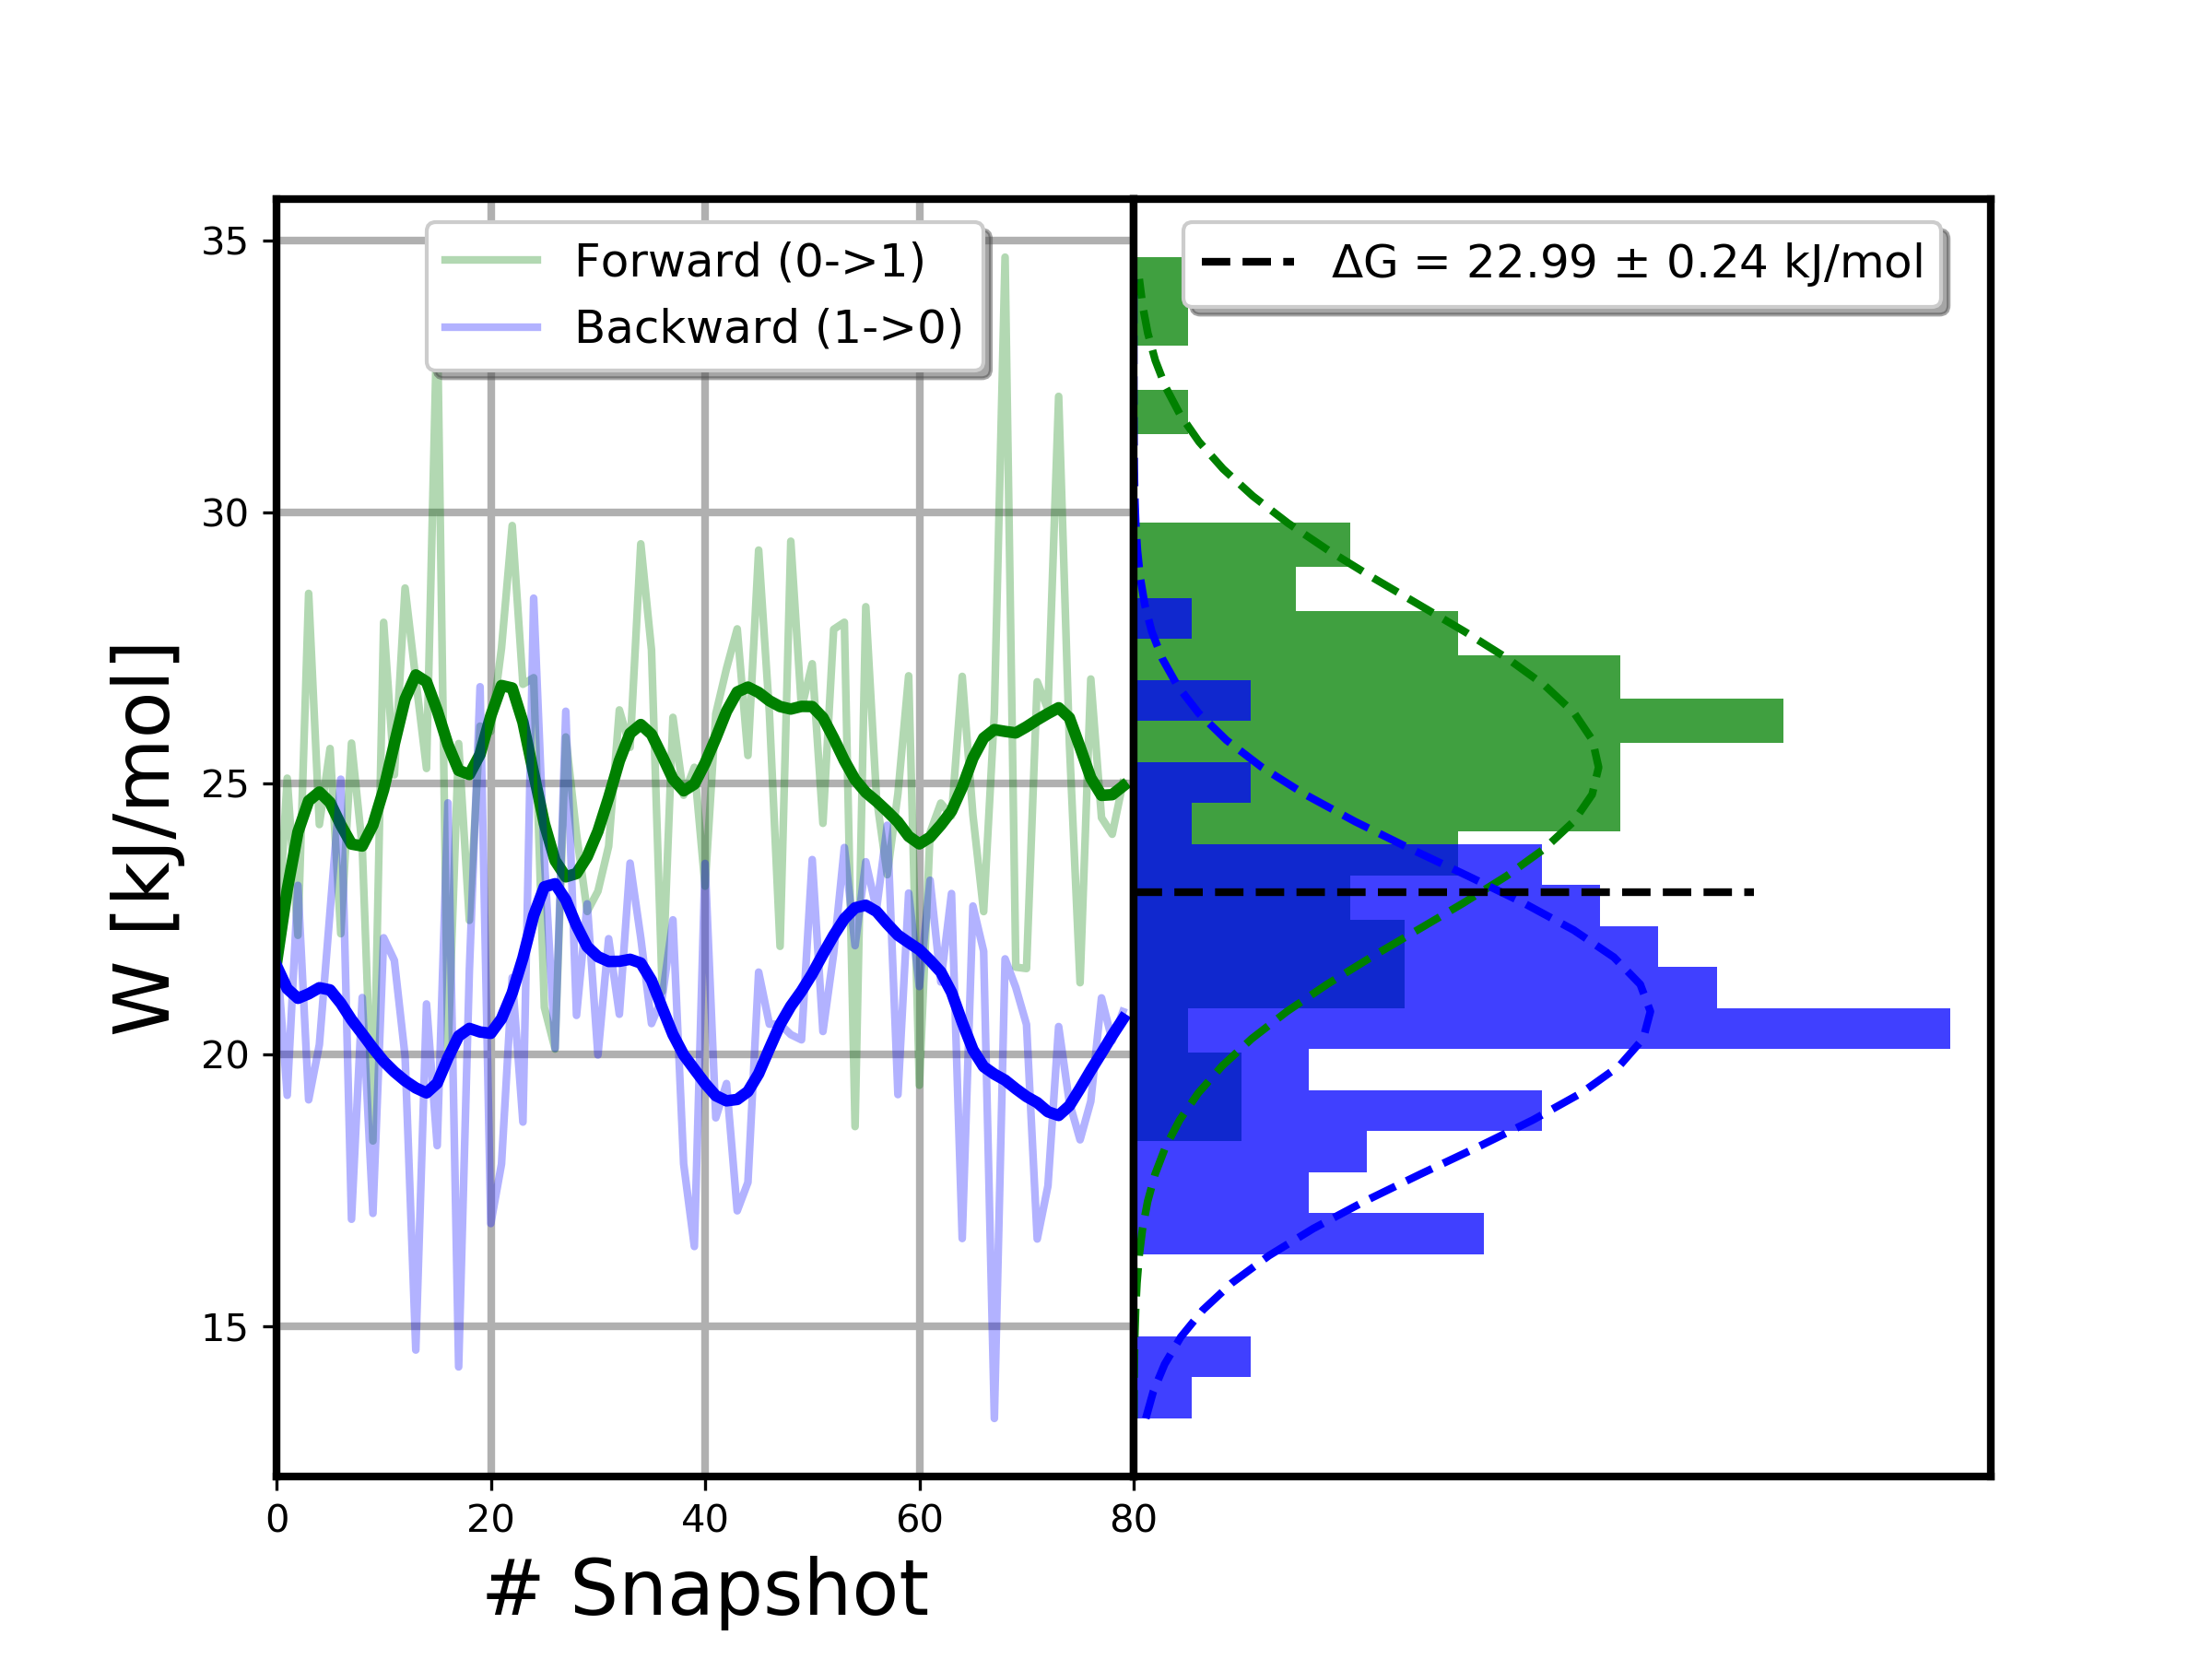 Forward (0->1)
Backward (1->0)
ΔG = 22.99 ± 0.24 kJ/mol
W [kJ/mol]
35
30
25
20
15
0 20 40 60 80
# Snapshot